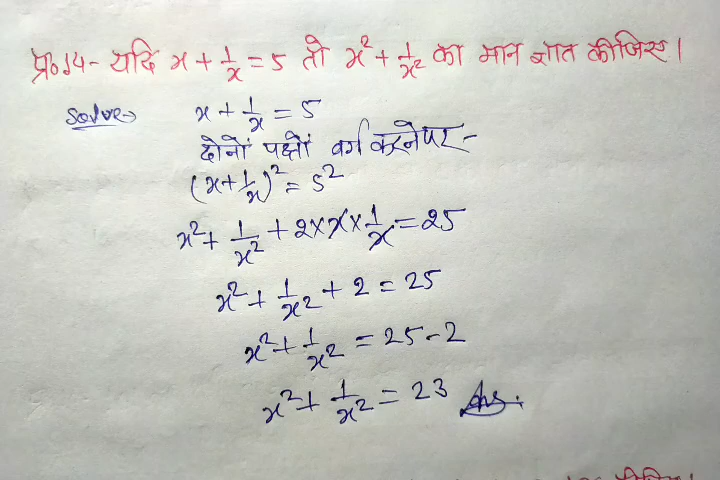 प्र०14- यदि x + 1/x = 5 तो x² + 1/x² का मान ज्ञात कीजिए।
Solve→ x + 1/x = 5
दोनों पक्षों वर्ग करनेपर -
(x + 1/x)² = 5²
x² + 1/x² + 2×x×1/x = 25
x² + 1/x² + 2 = 25
x² + 1/x² = 25-2
x² + 1/x² = 23 Ans.